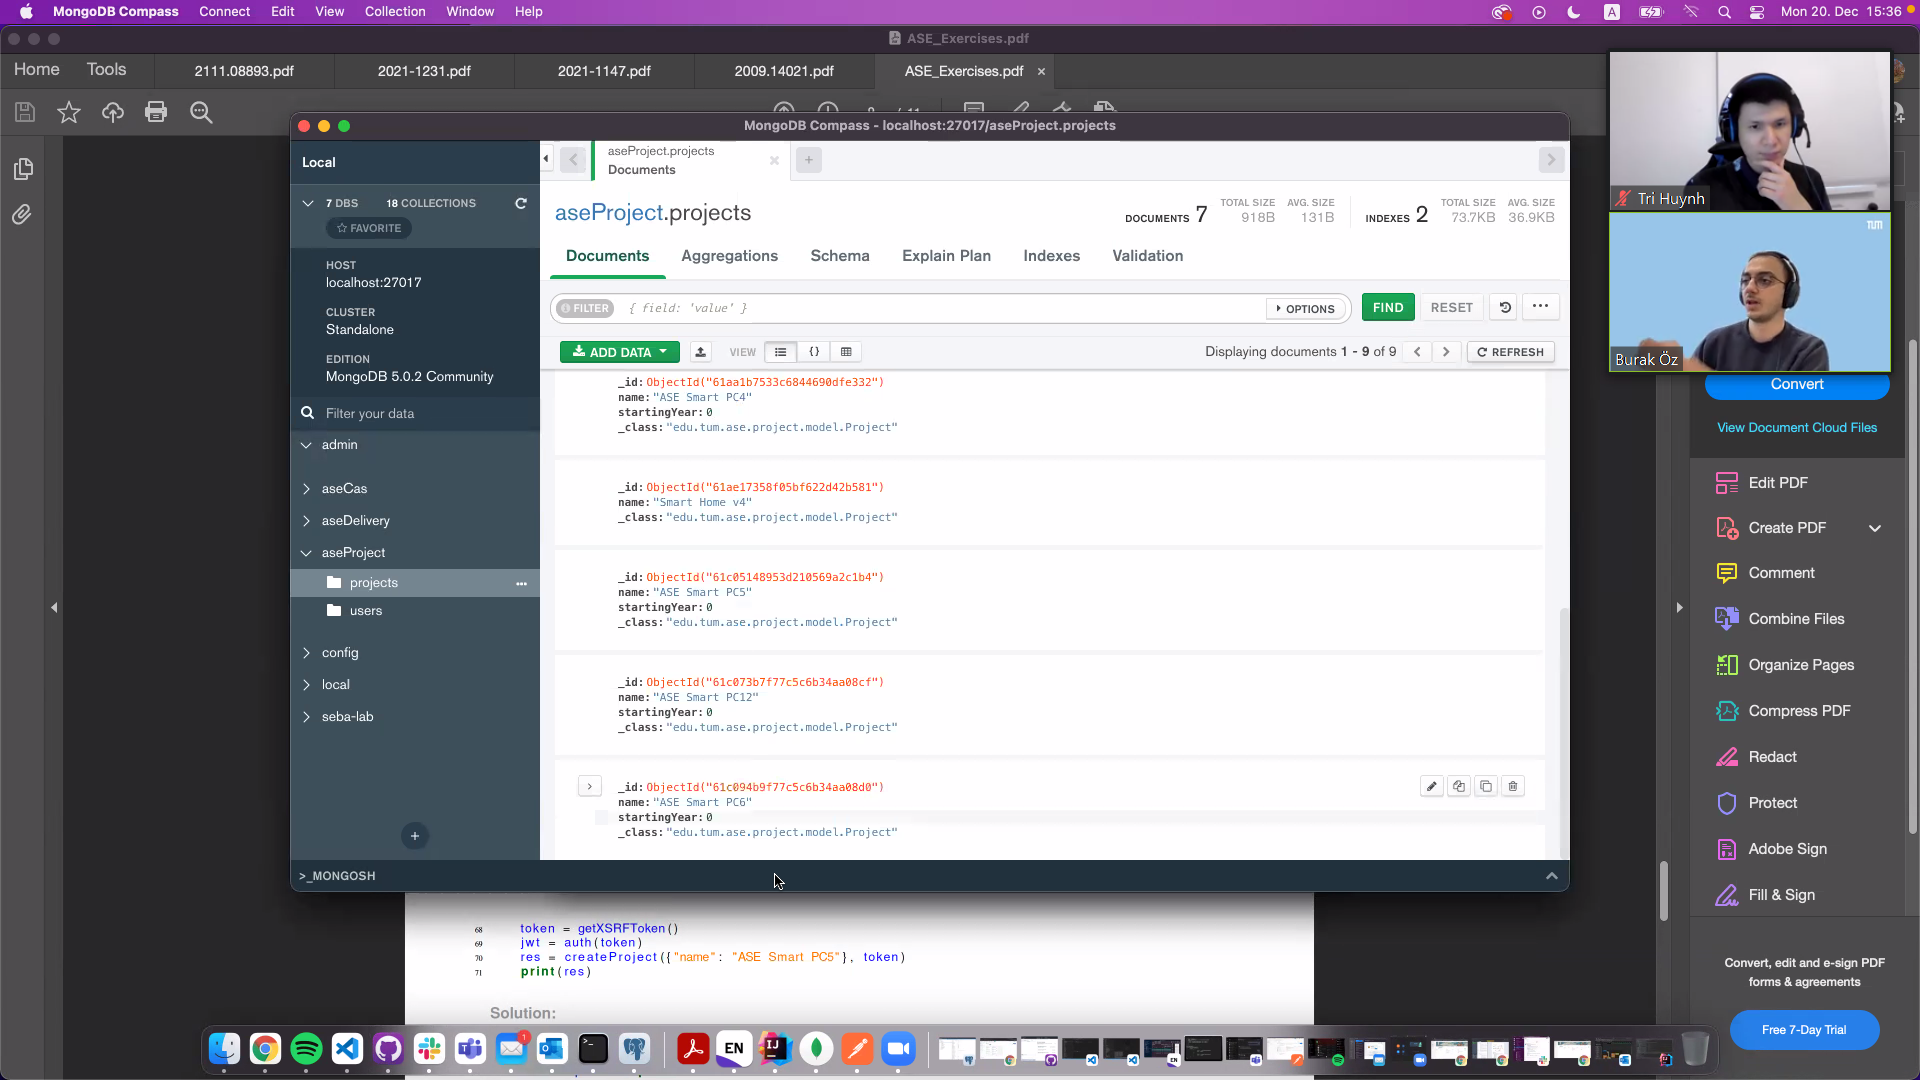 MongoDB Compass Connect Edit View Collection Window Help
A
Mon 20. Dec 15:36
ASE_Exercises.pdf
Home Tools 2111.08893.pdf 2021-1231.pdf 2021-1147.pdf 2009.14021.pdf ASE_Exercises.pdf ×
MongoDB Compass - localhost:27017/aseProject.projects
Local
7 DBS 18 COLLECTIONS
☆ FAVORITE
HOST
localhost:27017
CLUSTER
Standalone
EDITION
MongoDB 5.0.2 Community
Filter your data
admin
aseCas
aseDelivery
aseProject
projects ...
users
config
local
seba-lab
+
aseProject.projects
Documents
+
aseProject.projects
DOCUMENTS 7 TOTAL SIZE 918B AVG. SIZE 131B INDEXES 2 TOTAL SIZE 73.7KB AVG. SIZE 36.9KB
Documents Aggregations Schema Explain Plan Indexes Validation
FILTER { field: 'value' } OPTIONS FIND RESET ...
ADD DATA VIEW {} Displaying documents 1 - 9 of 9 REFRESH
_id: ObjectId("61aa1b7533c6844690dfe332")
name: "ASE Smart PC4"
startingYear: 0
_class: "edu.tum.ase.project.model.Project"
_id: ObjectId("61ae17358f05bf622d42b581")
name: "Smart Home v4"
_class: "edu.tum.ase.project.model.Project"
_id: ObjectId("61c05148953d210569a2c1b4")
name: "ASE Smart PC5"
startingYear: 0
_class: "edu.tum.ase.project.model.Project"
_id: ObjectId("61c073b7f77c5c6b34aa08cf")
name: "ASE Smart PC12"
startingYear: 0
_class: "edu.tum.ase.project.model.Project"
_id: ObjectId("61c094b9f77c5c6b34aa08d0")
name: "ASE Smart PC6"
startingYear: 0
_class: "edu.tum.ase.project.model.Project"
>_MONGOSH
68 token = getXSRFToken()
69 jwt = auth(token)
70 res = createProject({"name": "ASE Smart PC5"}, token)
71 print(res)
Solution:
Tri Huynh
TUM
Burak Öz
Convert
View Document Cloud Files
Edit PDF
Create PDF
Comment
Combine Files
Organize Pages
Compress PDF
Redact
Protect
Adobe Sign
Fill & Sign
Convert, edit and e-sign PDF
forms & agreements
Free 7-Day Trial
1
EN